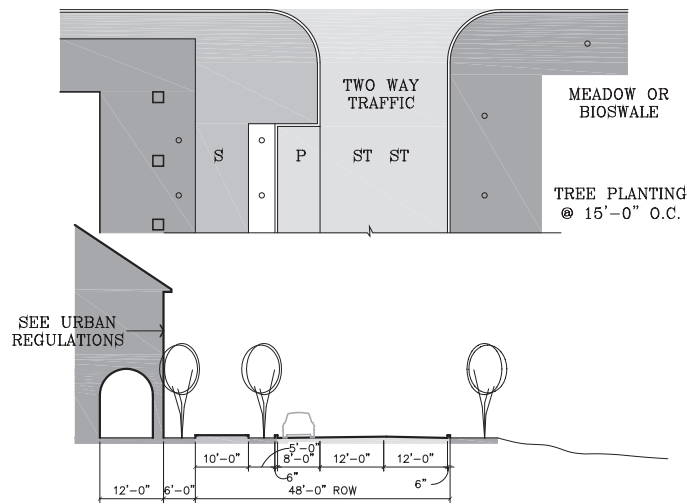 TWO WAY
TRAFFIC
MEADOW OR
BIOSWALE
S
P
ST ST
TREE PLANTING
@ 15'-0" O.C.
SEE URBAN
REGULATIONS
5'-0"
10'-0"
8'-0"
12'-0"
12'-0"
6"
6"
12'-0"
6'-0"
48'-0" ROW